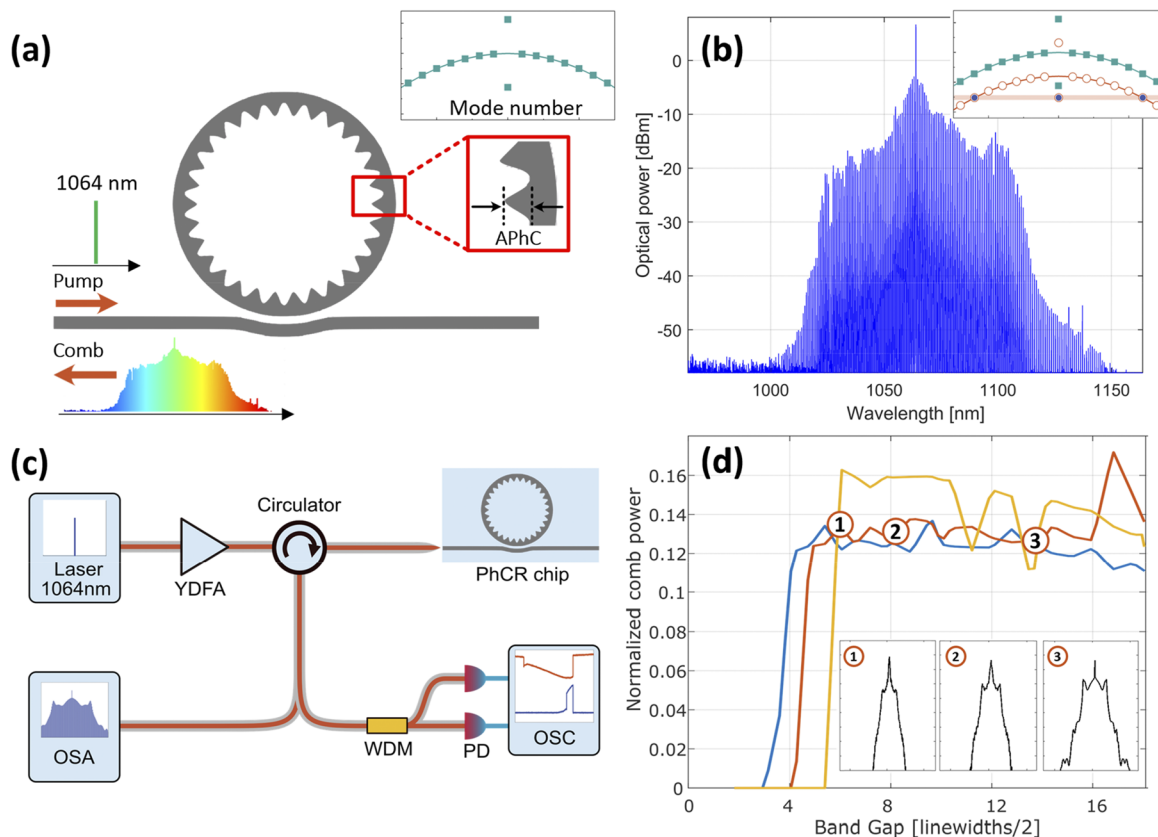 (a)
Mode number
1064 nm
APhC
Pump
Comb
(b)
Optical power [dBm]
0
-10
-20
-30
-40
-50
1000
1050
1100
1150
Wavelength [nm]
(c)
Laser
1064nm
YDFA
Circulator
PhCR chip
OSA
WDM
PD
OSC
(d)
Normalized comb power
0.16
0.14
0.12
0.1
0.08
0.06
0.04
0.02
0
1
2
3
1
2
3
0
4
8
12
16
Band Gap [linewidths/2]